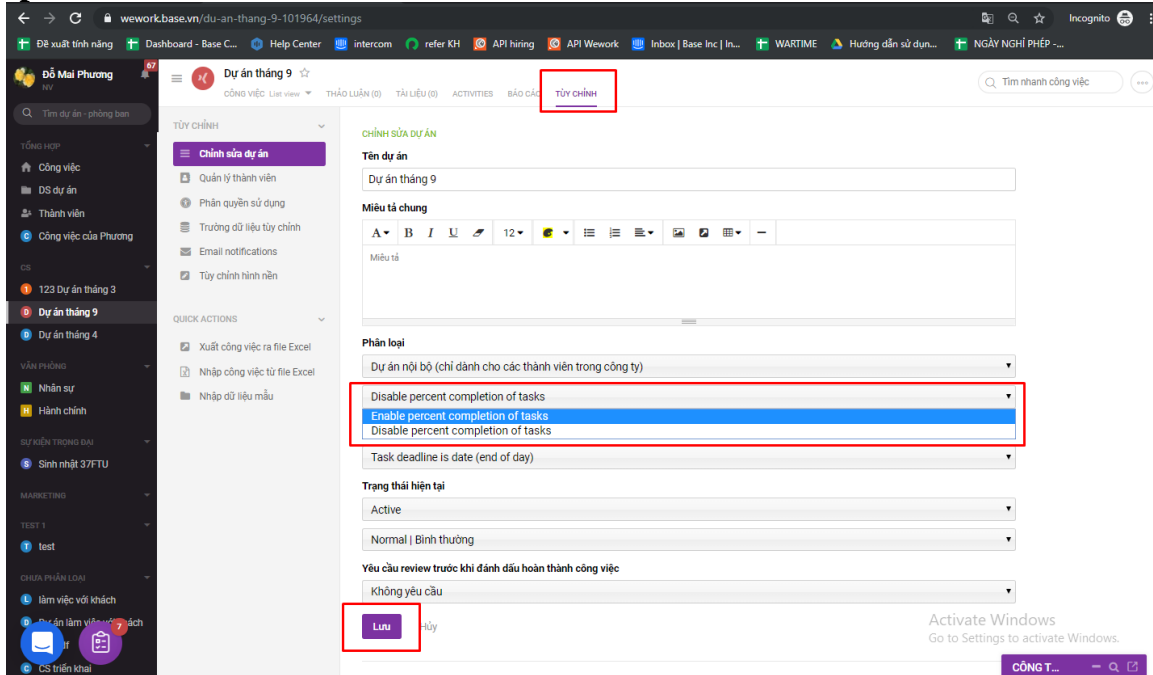 wework.base.vn/du-an-thang-9-101964/settings
Incognito
Đề xuất tính năng
Dashboard - Base C...
Help Center
intercom
refer KH
API hiring
API Wework
Inbox | Base Inc | In...
WARTIME
Hướng dẫn sử dụn...
NGÀY NGHỈ PHÉP -...
Đỗ Mai Phương
NV
67
Tìm dự án - phòng ban
TỔNG HỢP
Công việc
DS dự án
Thành viên
C Công việc của Phương
CS
1 123 Dự án tháng 3
D Dự án tháng 9
D Dự án tháng 4
VĂN PHÒNG
N Nhân sự
H Hành chính
SỰ KIỆN TRỌNG ĐẠI
S Sinh nhật 37FTU
MARKETING
TEST 1
T test
CHƯA PHÂN LOẠI
L làm việc với khách
D
7
C CS triển khai
Dự án tháng 9
CÔNG VIỆC List view
THẢO LUẬN (0)
TÀI LIỆU (0)
ACTIVITIES
BÁO CÁO
TÙY CHỈNH
Tìm nhanh công việc
TÙY CHỈNH
Chỉnh sửa dự án
Quản lý thành viên
Phân quyền sử dụng
Trường dữ liệu tùy chỉnh
Email notifications
Tùy chỉnh hình nền
QUICK ACTIONS
Xuất công việc ra file Excel
Nhập công việc từ file Excel
Nhập dữ liệu mẫu
CHỈNH SỬA DỰ ÁN
Tên dự án
Dự án tháng 9
Miêu tả chung
A B I U 12
Miêu tả
Phân loại
Dự án nội bộ (chỉ dành cho các thành viên trong công ty)
Disable percent completion of tasks
Enable percent completion of tasks
Disable percent completion of tasks
Task deadline is date (end of day)
Trạng thái hiện tại
Active
Normal | Bình thường
Yêu cầu review trước khi đánh dấu hoàn thành công việc
Không yêu cầu
Lưu
Hủy
Activate Windows
Go to Settings to activate Windows.
CÔNG T...